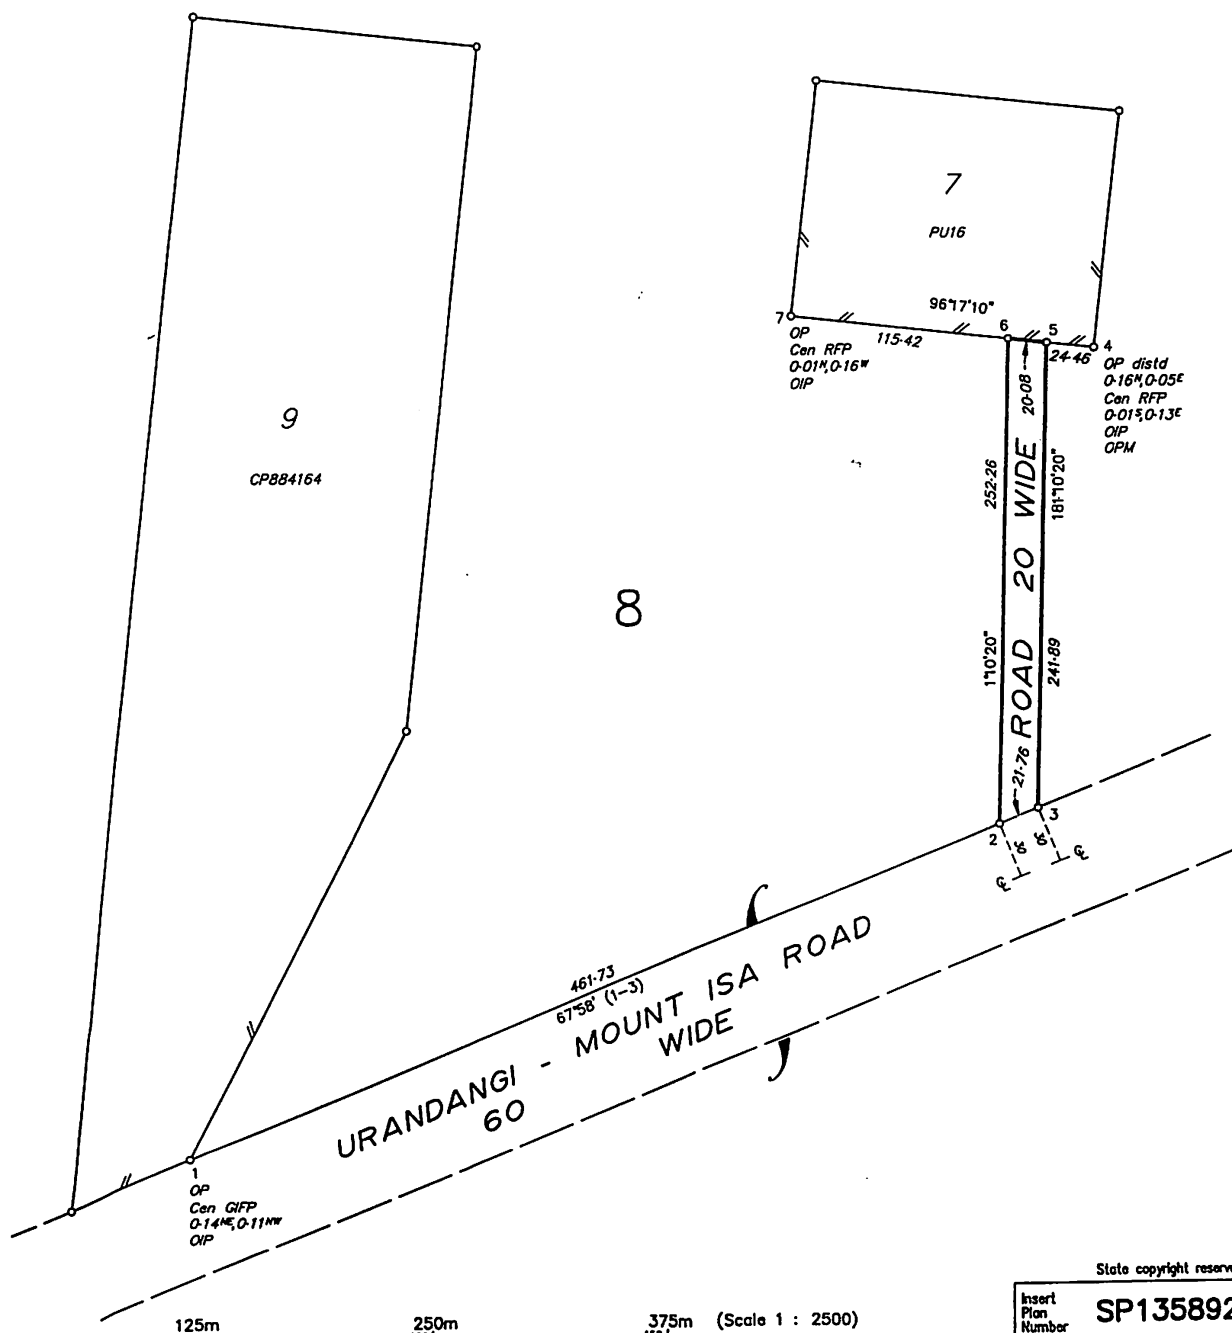 7
PU16
96°17'10"
7
6
5
4
115·42
24·46
OP
Cen RFP
0·01N,0·16W
OIP
OP distd
0·16N,0·05E
Cen RFP
0·01S,0·13E
OIP
OPM
9
CP884164
8
20·08
252·26
181°10'20"
ROAD 20 WIDE
1°10'20"
241·89
21·76
2
3
30
30
℄
℄
461·73
67°58' (1-3)
URANDANGI - MOUNT ISA ROAD
60 WIDE
1
OP
Cen GIFP
0·14NE,0·11NW
OIP
State copyright reserve
Insert
Plan
Number
SP135892
125m 250m 375m (Scale 1 : 2500)